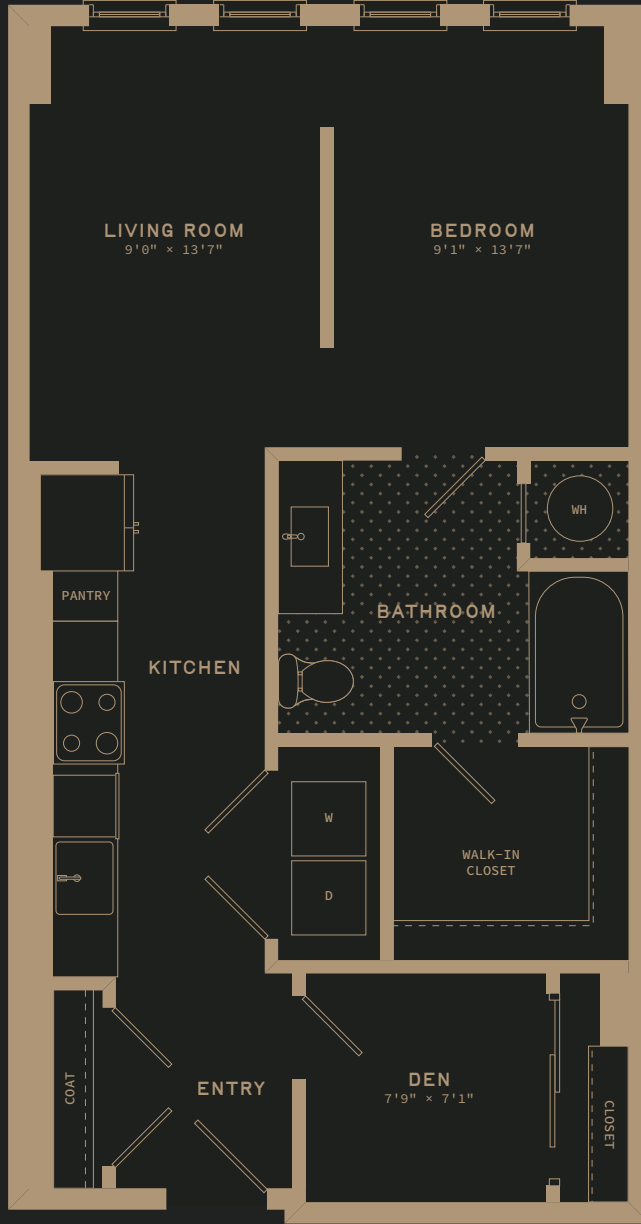 LIVING ROOM
9'0" × 13'7"
BEDROOM
9'1" × 13'7"
WH
PANTRY
BATHROOM
KITCHEN
W
WALK-IN
CLOSET
D
COAT
ENTRY
DEN
7'9" × 7'1"
CLOSET